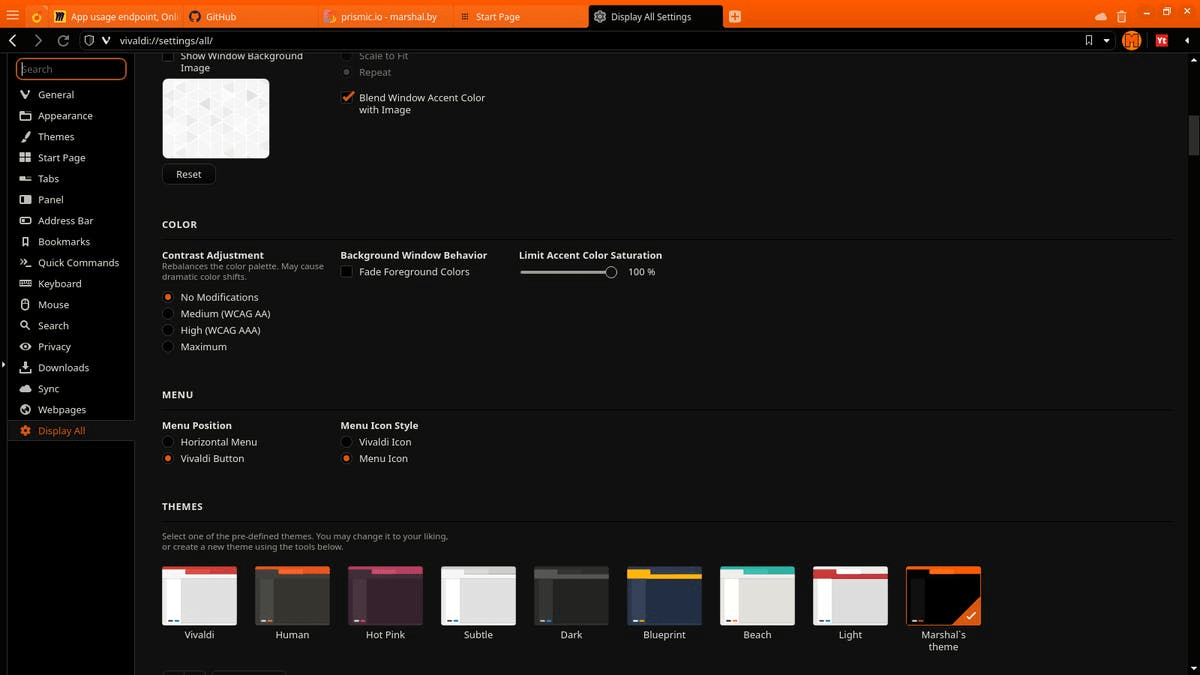 App usage endpoint, Onli
GitHub
prismic.io - marshal.by
Start Page
Display All Settings
vivaldi://settings/all/
Yt
Search
General
Appearance
Themes
Start Page
Tabs
Panel
Address Bar
Bookmarks
Quick Commands
Keyboard
Mouse
Search
Privacy
Downloads
Sync
Webpages
Display All
Show Window Background
Image
Reset
Scale to Fit
Repeat
Blend Window Accent Color
with Image
COLOR
Contrast Adjustment
Rebalances the color palette. May cause
dramatic color shifts.
No Modifications
Medium (WCAG AA)
High (WCAG AAA)
Maximum
Background Window Behavior
Fade Foreground Colors
Limit Accent Color Saturation
100 %
MENU
Menu Position
Horizontal Menu
Vivaldi Button
Menu Icon Style
Vivaldi Icon
Menu Icon
THEMES
Select one of the pre-defined themes. You may change it to your liking,
or create a new theme using the tools below.
Vivaldi
Human
Hot Pink
Subtle
Dark
Blueprint
Beach
Light
Marshal`s
theme